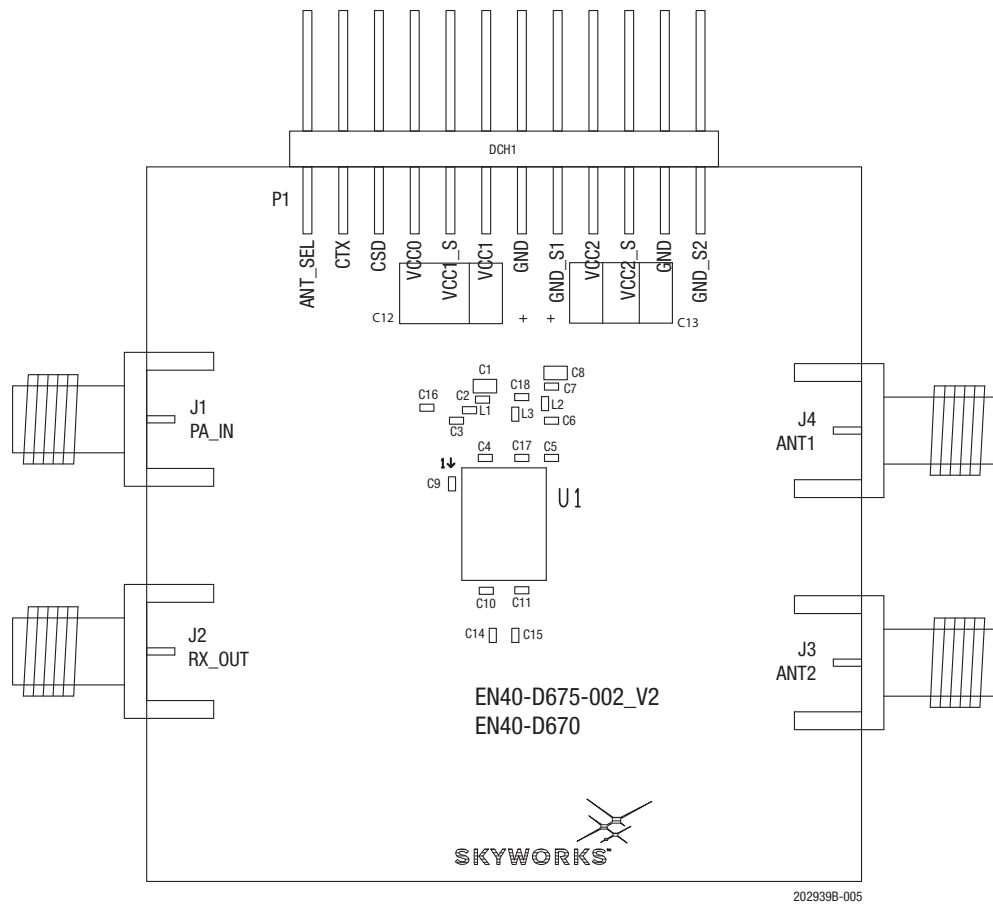 DCH1
P1
ANT_SEL
CTX
CSD
VCC0
VCC1_S
VCC1
GND
GND_S1
VCC2
VCC2_S
GND
GND_S2
C12
+ +
C13
C1
C8
C16
C2
C18
C7
L1
L3
L2
C3
C6
J1
PA_IN
J4
ANT1
C4
C17
C5
1↓
C9
U1
C10
C11
C14
C15
J2
RX_OUT
J3
ANT2
EN40-D675-002_V2
EN40-D670
SKYWORKS™
202939B-005